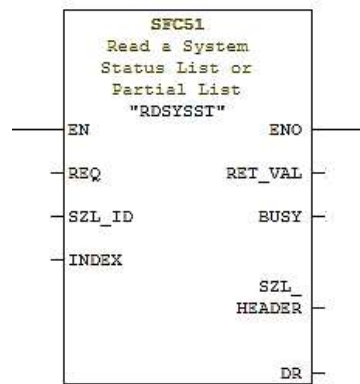 SFC51
Read a System
Status List or
Partial List
"RDSYSST"
EN ENO
REQ RET_VAL
SZL_ID BUSY
INDEX
SZL_
HEADER
DR